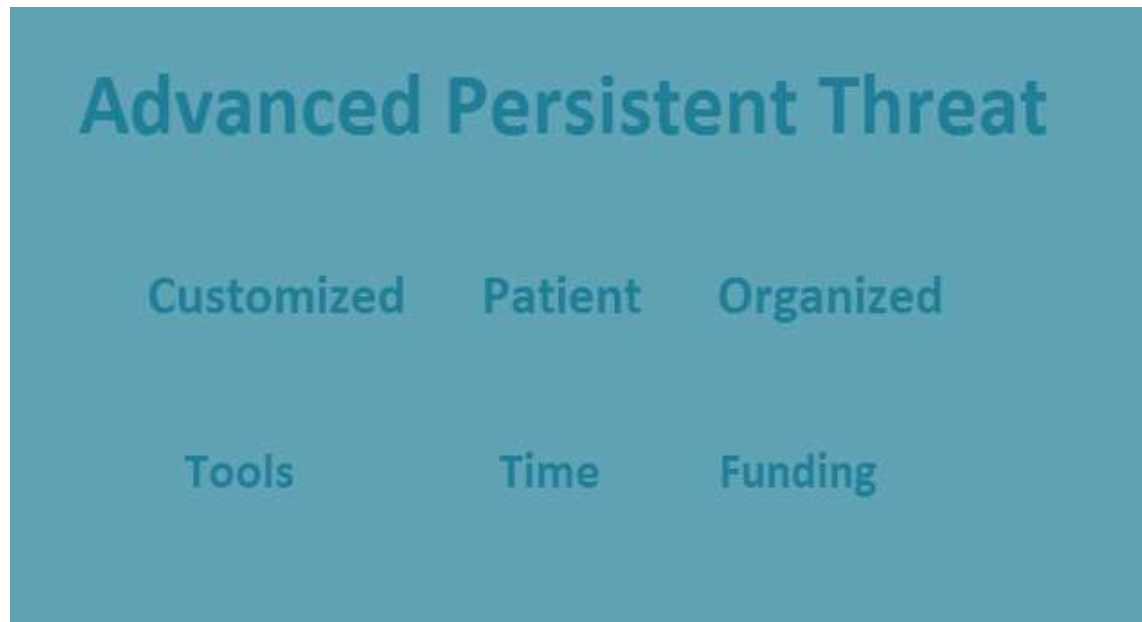 Advanced Persistent Threat
Customized Patient Organized
Tools Time Funding